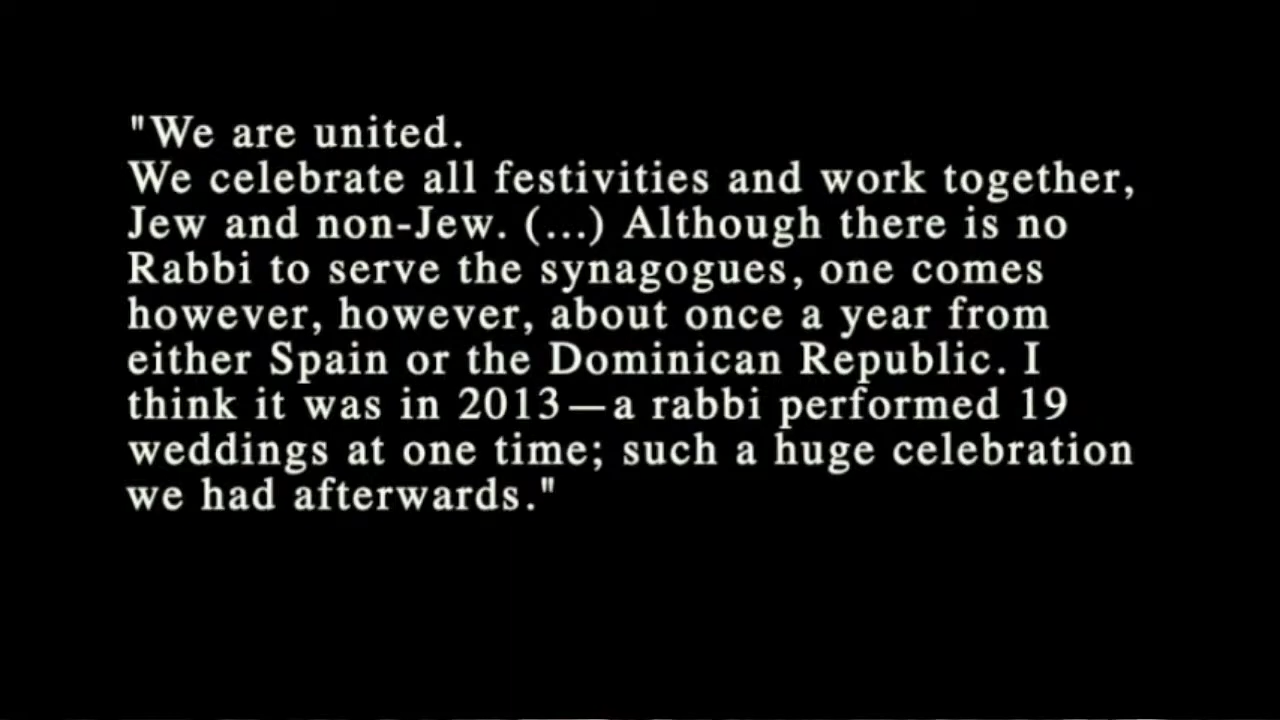 "We are united.
We celebrate all festivities and work together,
Jew and non-Jew. (...) Although there is no
Rabbi to serve the synagogues, one comes
however, however, about once a year from
either Spain or the Dominican Republic. I
think it was in 2013—a rabbi performed 19
weddings at one time; such a huge celebration
we had afterwards."